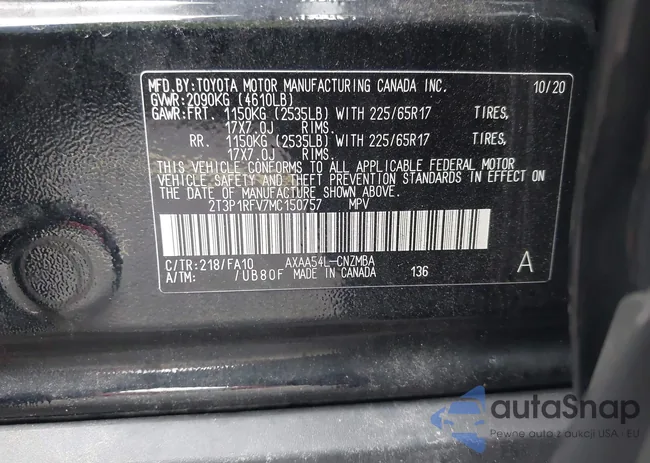 MFD.BY:TOYOTA MOTOR MANUFACTURING CANADA INC. 10/20
GVWR:2090KG (4610LB)
GAWR:FRT. 1150KG (2535LB) WITH 225/65R17 TIRES,
17X7.0J RIMS.
RR. 1150KG (2535LB) WITH 225/65R17 TIRES,
17X7.0J RIMS.
THIS VEHICLE CONFORMS TO ALL APPLICABLE FEDERAL MOTOR
VEHICLE SAFETY AND THEFT PREVENTION STANDARDS IN EFFECT ON
THE DATE OF MANUFACTURE SHOWN ABOVE.
2T3P1RFV7MC150757 MPV
C/TR:218/FA10 AXAA54L-CNZMBA
A/TM: /UB80F MADE IN CANADA 136 A
autoSnap
Pewne auto z aukcji USA - EU